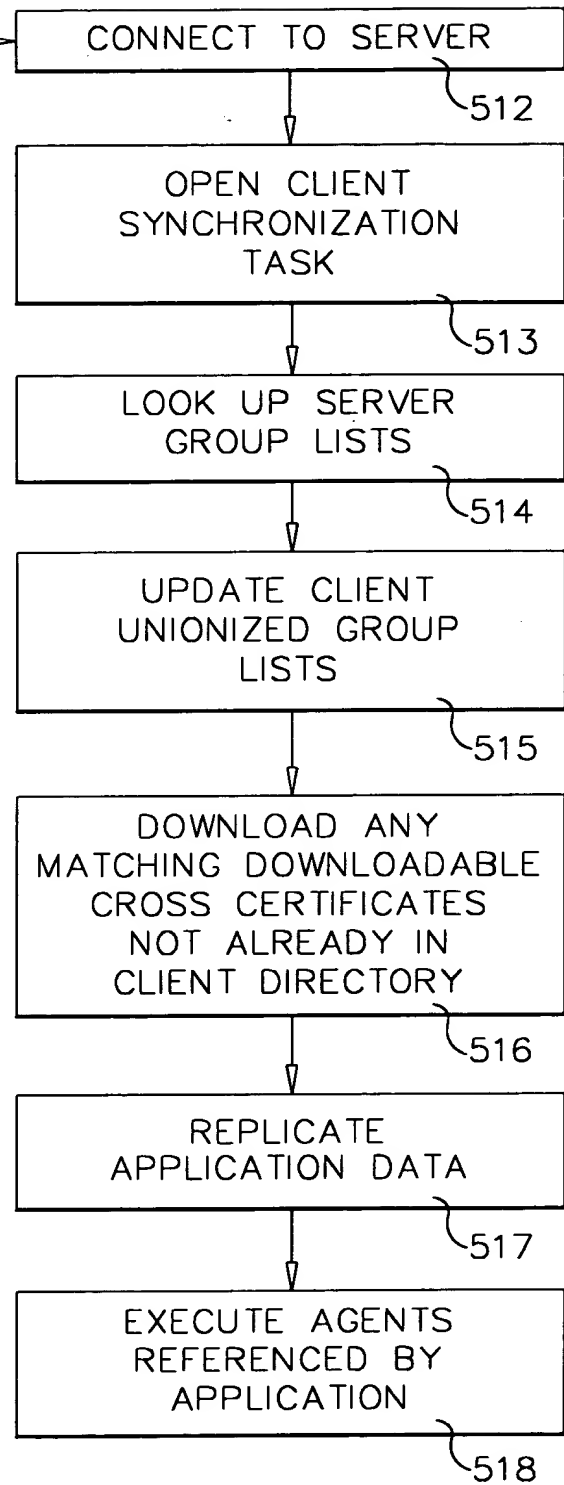 CONNECT TO SERVER
512
OPEN CLIENT
SYNCHRONIZATION
TASK
513
LOOK UP SERVER
GROUP LISTS
514
UPDATE CLIENT
UNIONIZED GROUP
LISTS
515
DOWNLOAD ANY
MATCHING DOWNLOADABLE
CROSS CERTIFICATES
NOT ALREADY IN
CLIENT DIRECTORY
516
REPLICATE
APPLICATION DATA
517
EXECUTE AGENTS
REFERENCED BY
APPLICATION
518